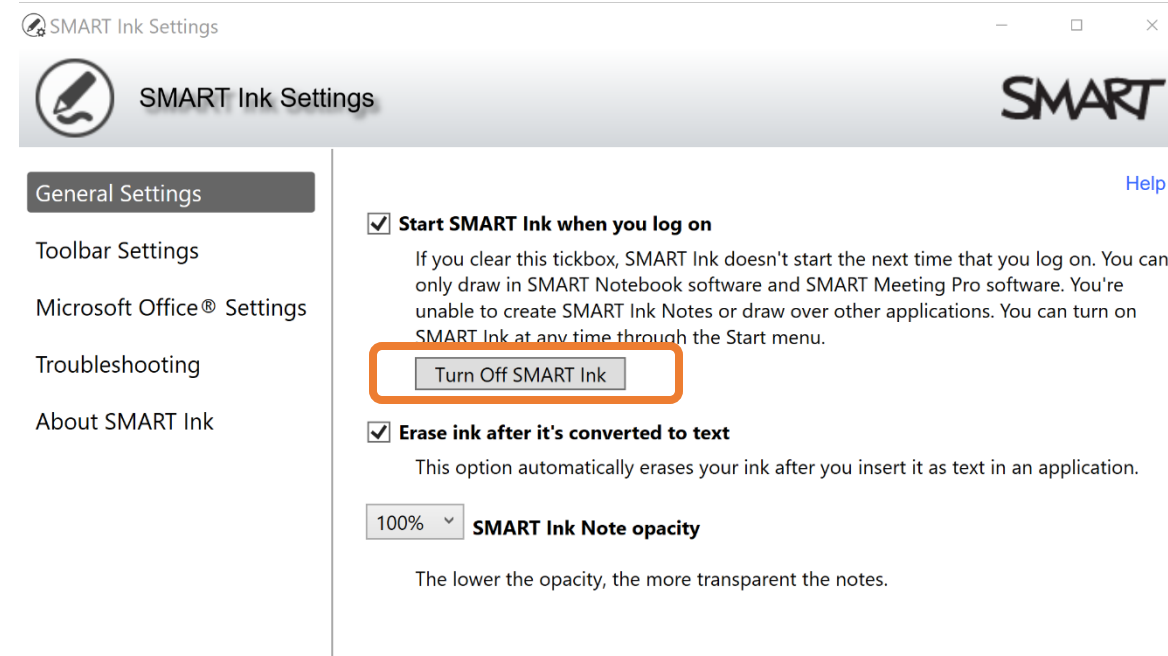 SMART Ink Settings
SMART Ink Settings
SMART
General Settings
Toolbar Settings
Microsoft Office® Settings
Troubleshooting
About SMART Ink
Help
Start SMART Ink when you log on
If you clear this tickbox, SMART Ink doesn't start the next time that you log on. You can
only draw in SMART Notebook software and SMART Meeting Pro software. You're
unable to create SMART Ink Notes or draw over other applications. You can turn on
SMART Ink at any time through the Start menu.
Turn Off SMART Ink
Erase ink after it's converted to text
This option automatically erases your ink after you insert it as text in an application.
100% SMART Ink Note opacity
The lower the opacity, the more transparent the notes.